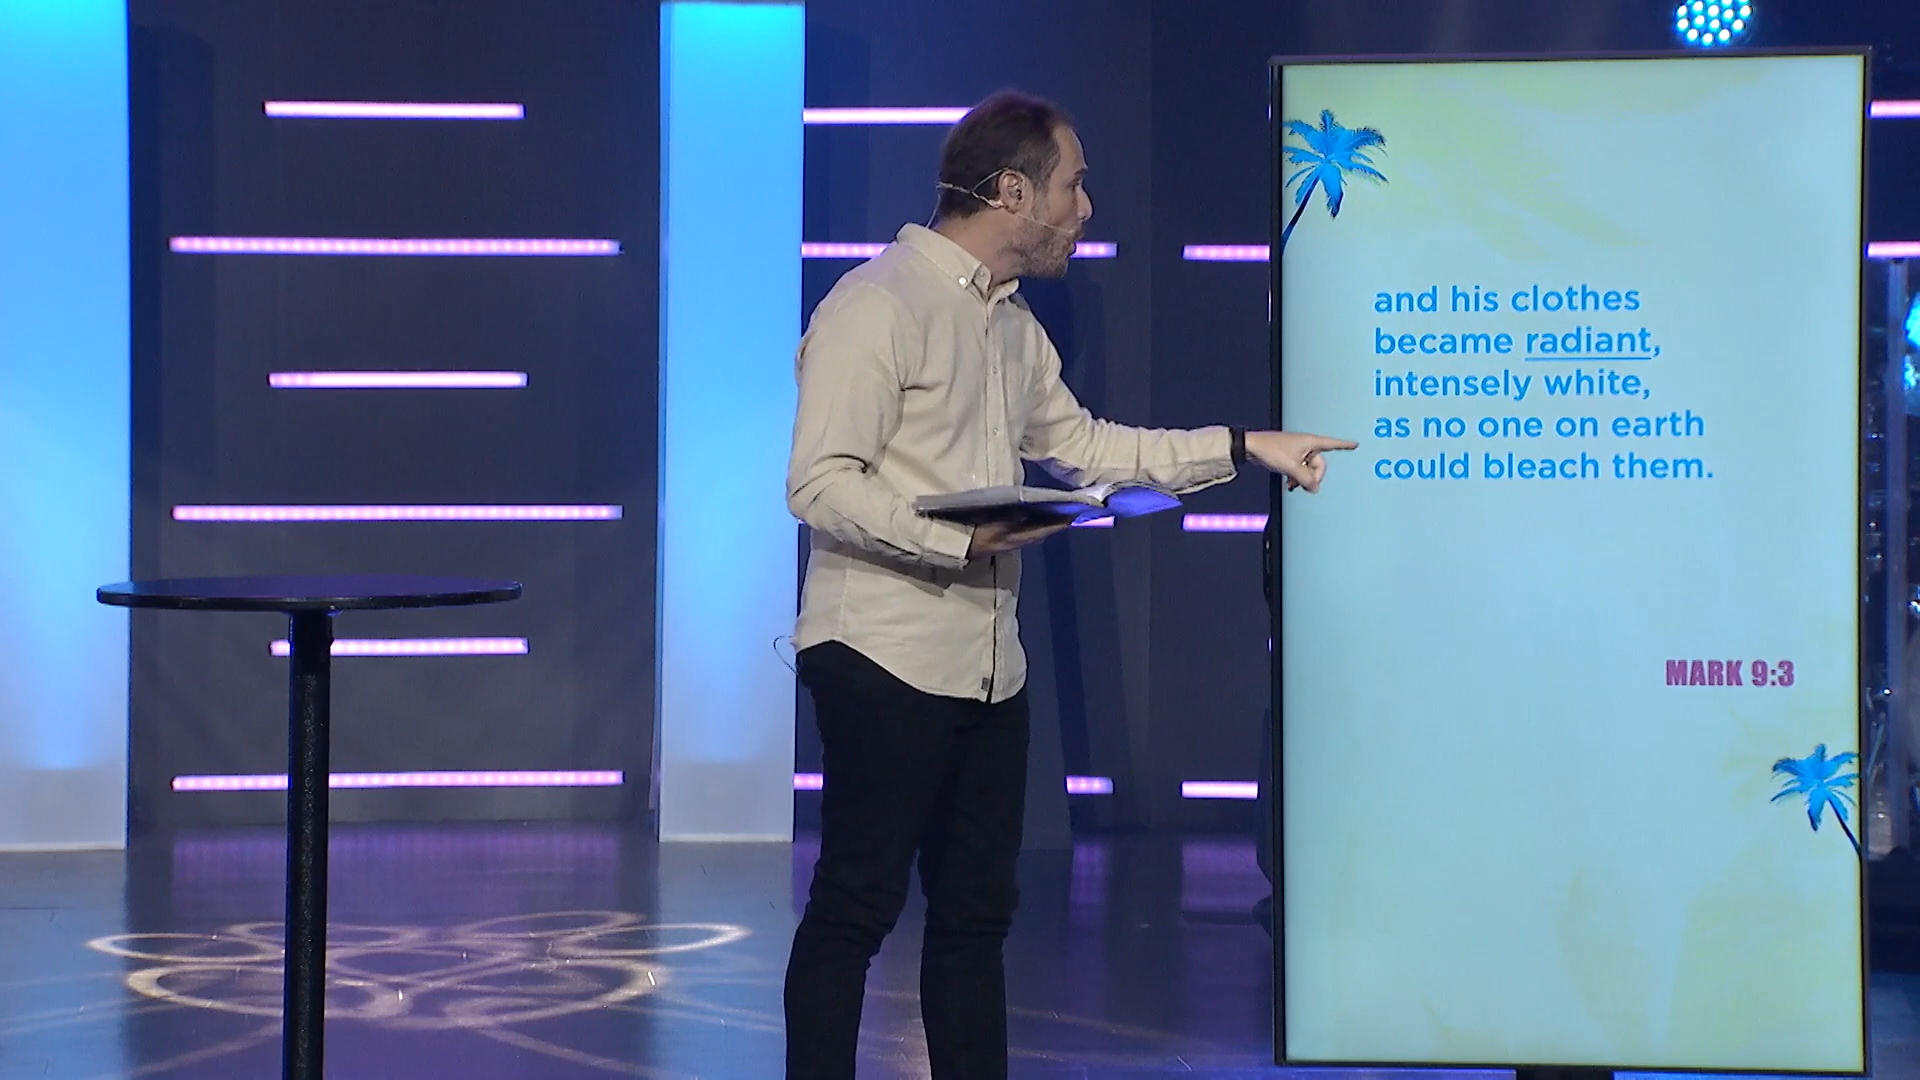 and his clothes
became radiant,
intensely white,
as no one on earth
could bleach them.
MARK 9:3